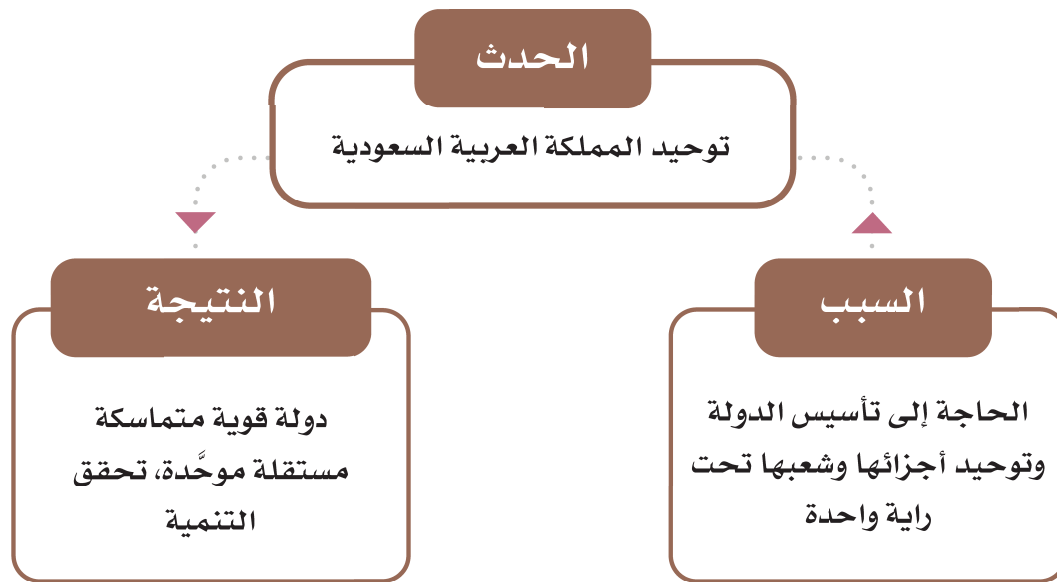 الحدث
توحيد المملكة العربية السعودية
السبب
الحاجة إلى تأسيس الدولة
وتوحيد أجزائها وشعبها تحت
راية واحدة
النتيجة
دولة قوية متماسكة
مستقلة موحَّدة، تحقق
التنمية